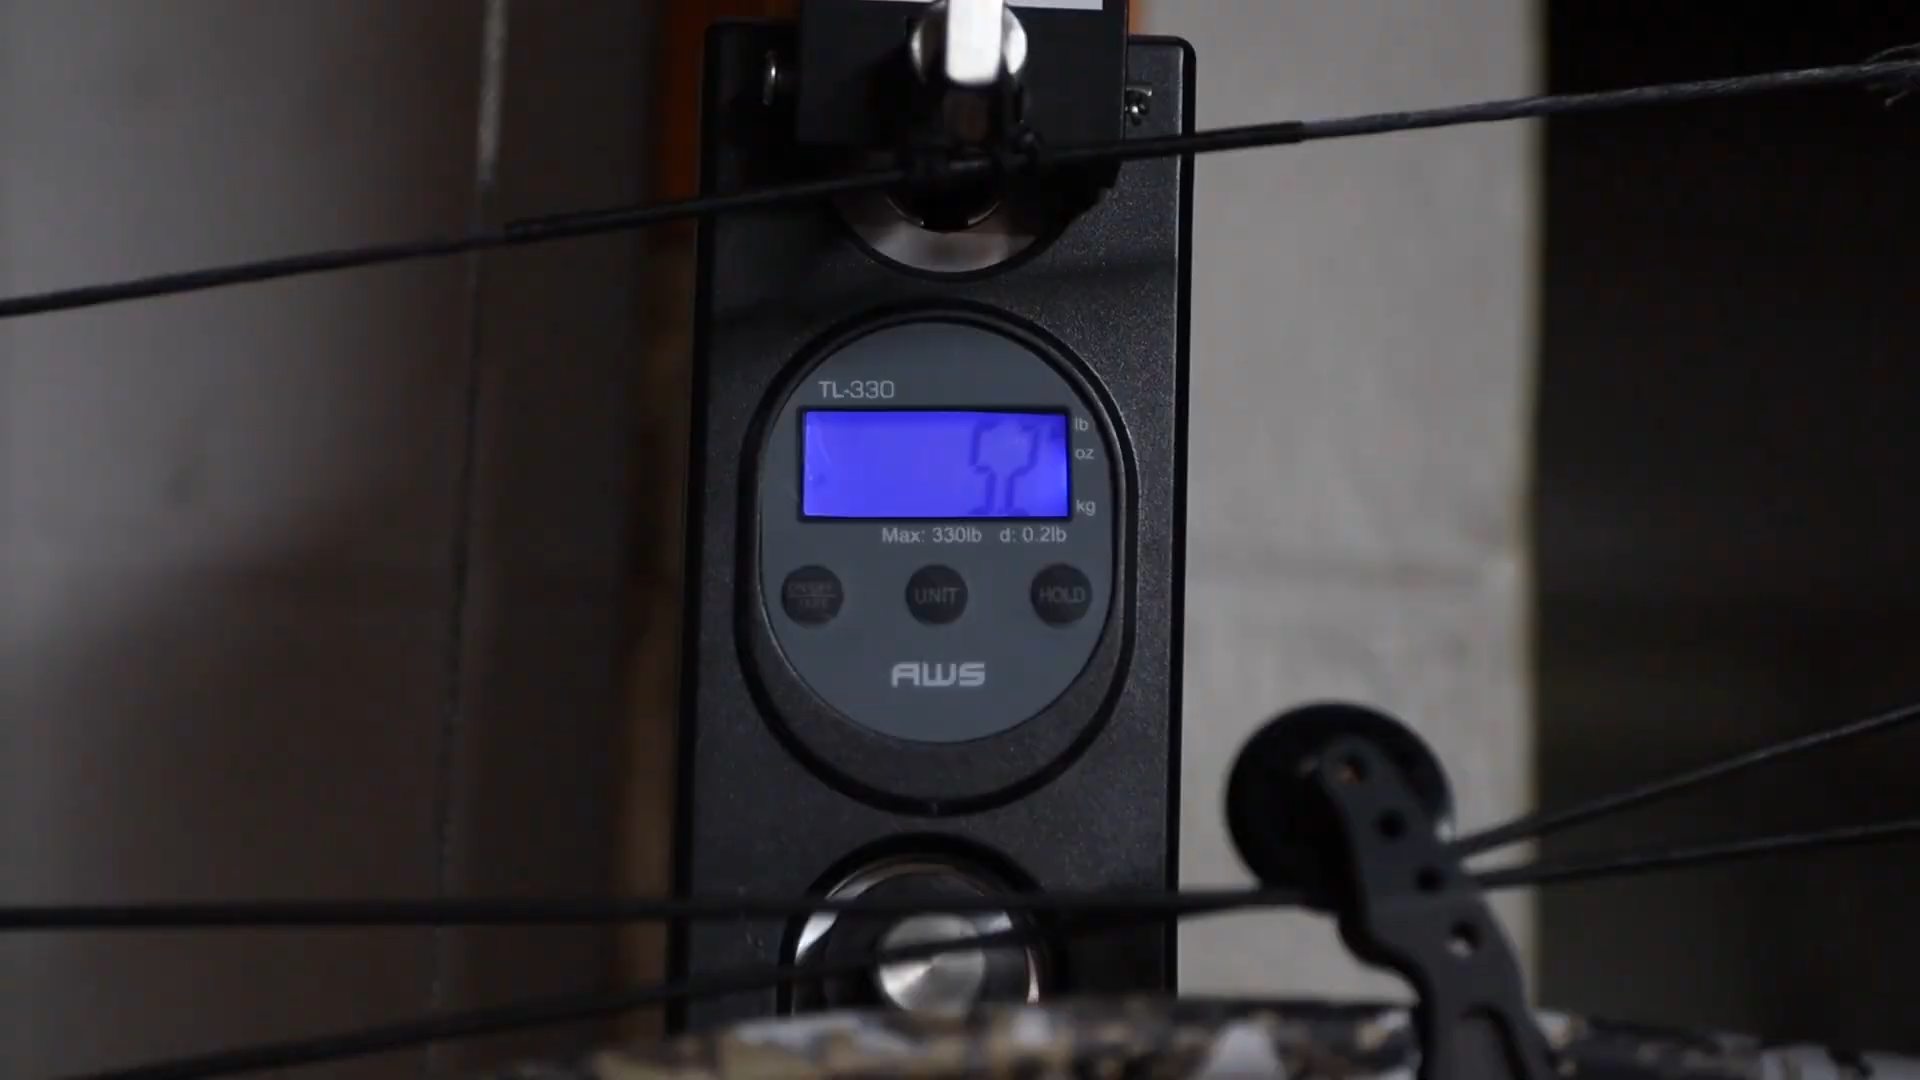 TL-330
lb
oz
kg
Max: 330lb d: 0.2lb
UNIT HOLD
AWS